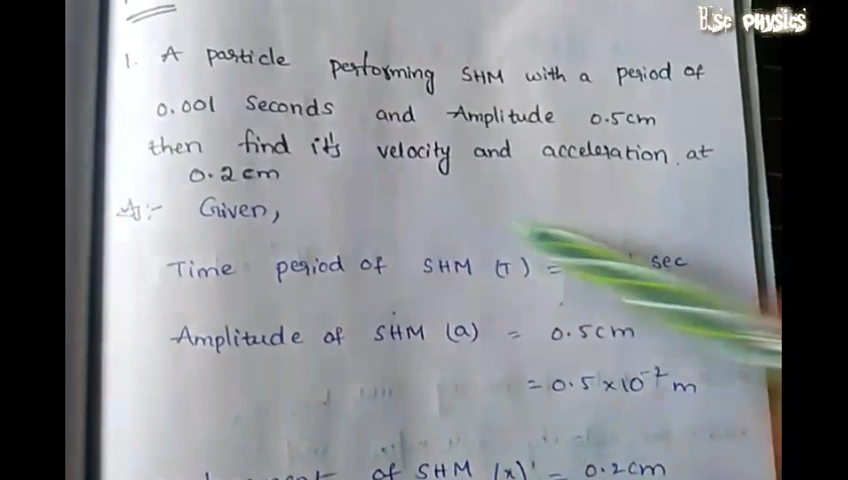 B.Sc PHYSICS
1. A particle performing SHM with a period of
0.001 Seconds and Amplitude 0.5cm
then find it's velocity and acceleration at
0.2cm
A:- Given,
Time period of SHM (T) = sec
Amplitude of SHM (a) = 0.5cm
= 0.5×10⁻² m
of SHM (x) = 0.2cm